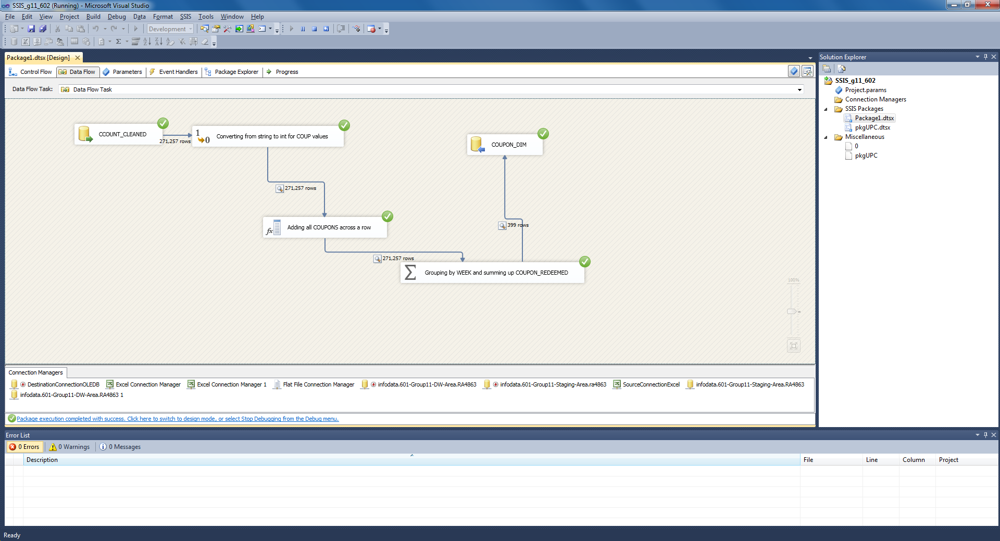 SSIS_g11_602 (Running) - Microsoft Visual Studio
File Edit View Project Build Debug Data Format SSIS Tools Window Help
Development
Package1.dtsx [Design]
Control Flow Data Flow Parameters Event Handlers Package Explorer Progress
Data Flow Task: Data Flow Task
CCOUNT_CLEANED
271,257 rows
Converting from string to int for COUP values
COUPON_DIM
271,257 rows
399 rows
Adding all COUPONS across a row
271,257 rows
Grouping by WEEK and summing up COUPON_REDEEMED
100%
Connection Managers
DestinationConnectionOLEDB Excel Connection Manager Excel Connection Manager 1 Flat File Connection Manager infodata.601-Group11-DW-Area.RA4863 infodata.601-Group11-Staging-Area.ra4863 SourceConnectionExcel infodata.601-Group11-Staging-Area.RA4863
infodata.601-Group11-DW-Area.RA4863 1
Package execution completed with success. Click here to switch to design mode, or select Stop Debugging from the Debug menu.
Solution Explorer
SSIS_g11_602
Project.params
Connection Managers
SSIS Packages
Package1.dtsx
pkgUPC.dtsx
Miscellaneous
0
pkgUPC
Error List
0 Errors 0 Warnings 0 Messages
Description File Line Column Project
Ready